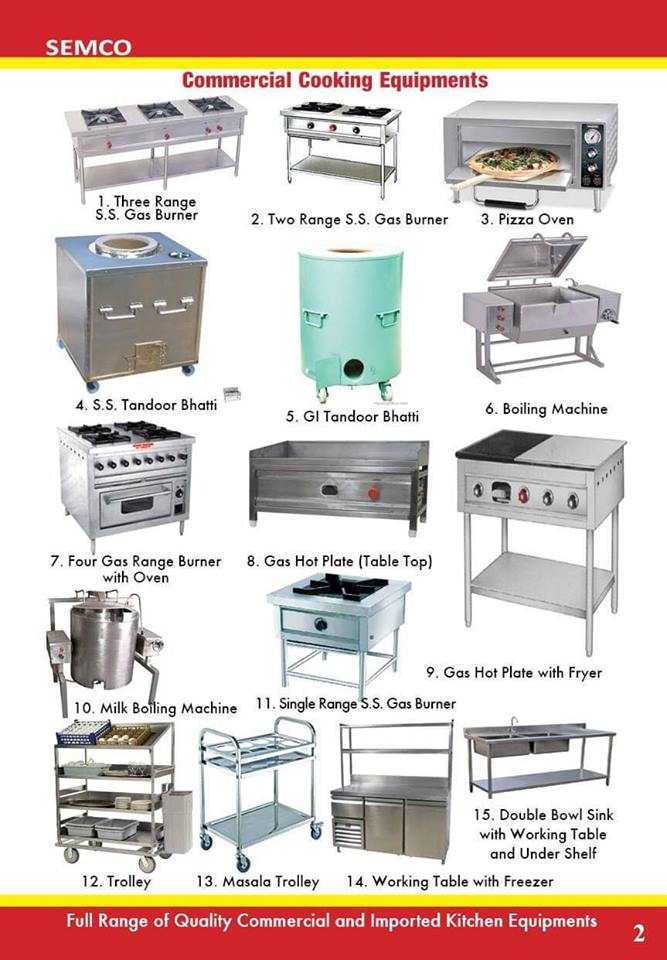 SEMCO
Commercial Cooking Equipments
1. Three Range
S.S. Gas Burner
2. Two Range S.S. Gas Burner
3. Pizza Oven
4. S.S. Tandoor Bhatti
5. GI Tandoor Bhatti
6. Boiling Machine
7. Four Gas Range Burner
with Oven
8. Gas Hot Plate (Table Top)
9. Gas Hot Plate with Fryer
10. Milk Boiling Machine
11. Single Range S.S. Gas Burner
12. Trolley
13. Masala Trolley
14. Working Table with Freezer
15. Double Bowl Sink
with Working Table
and Under Shelf
Full Range of Quality Commercial and Imported Kitchen Equipments
2